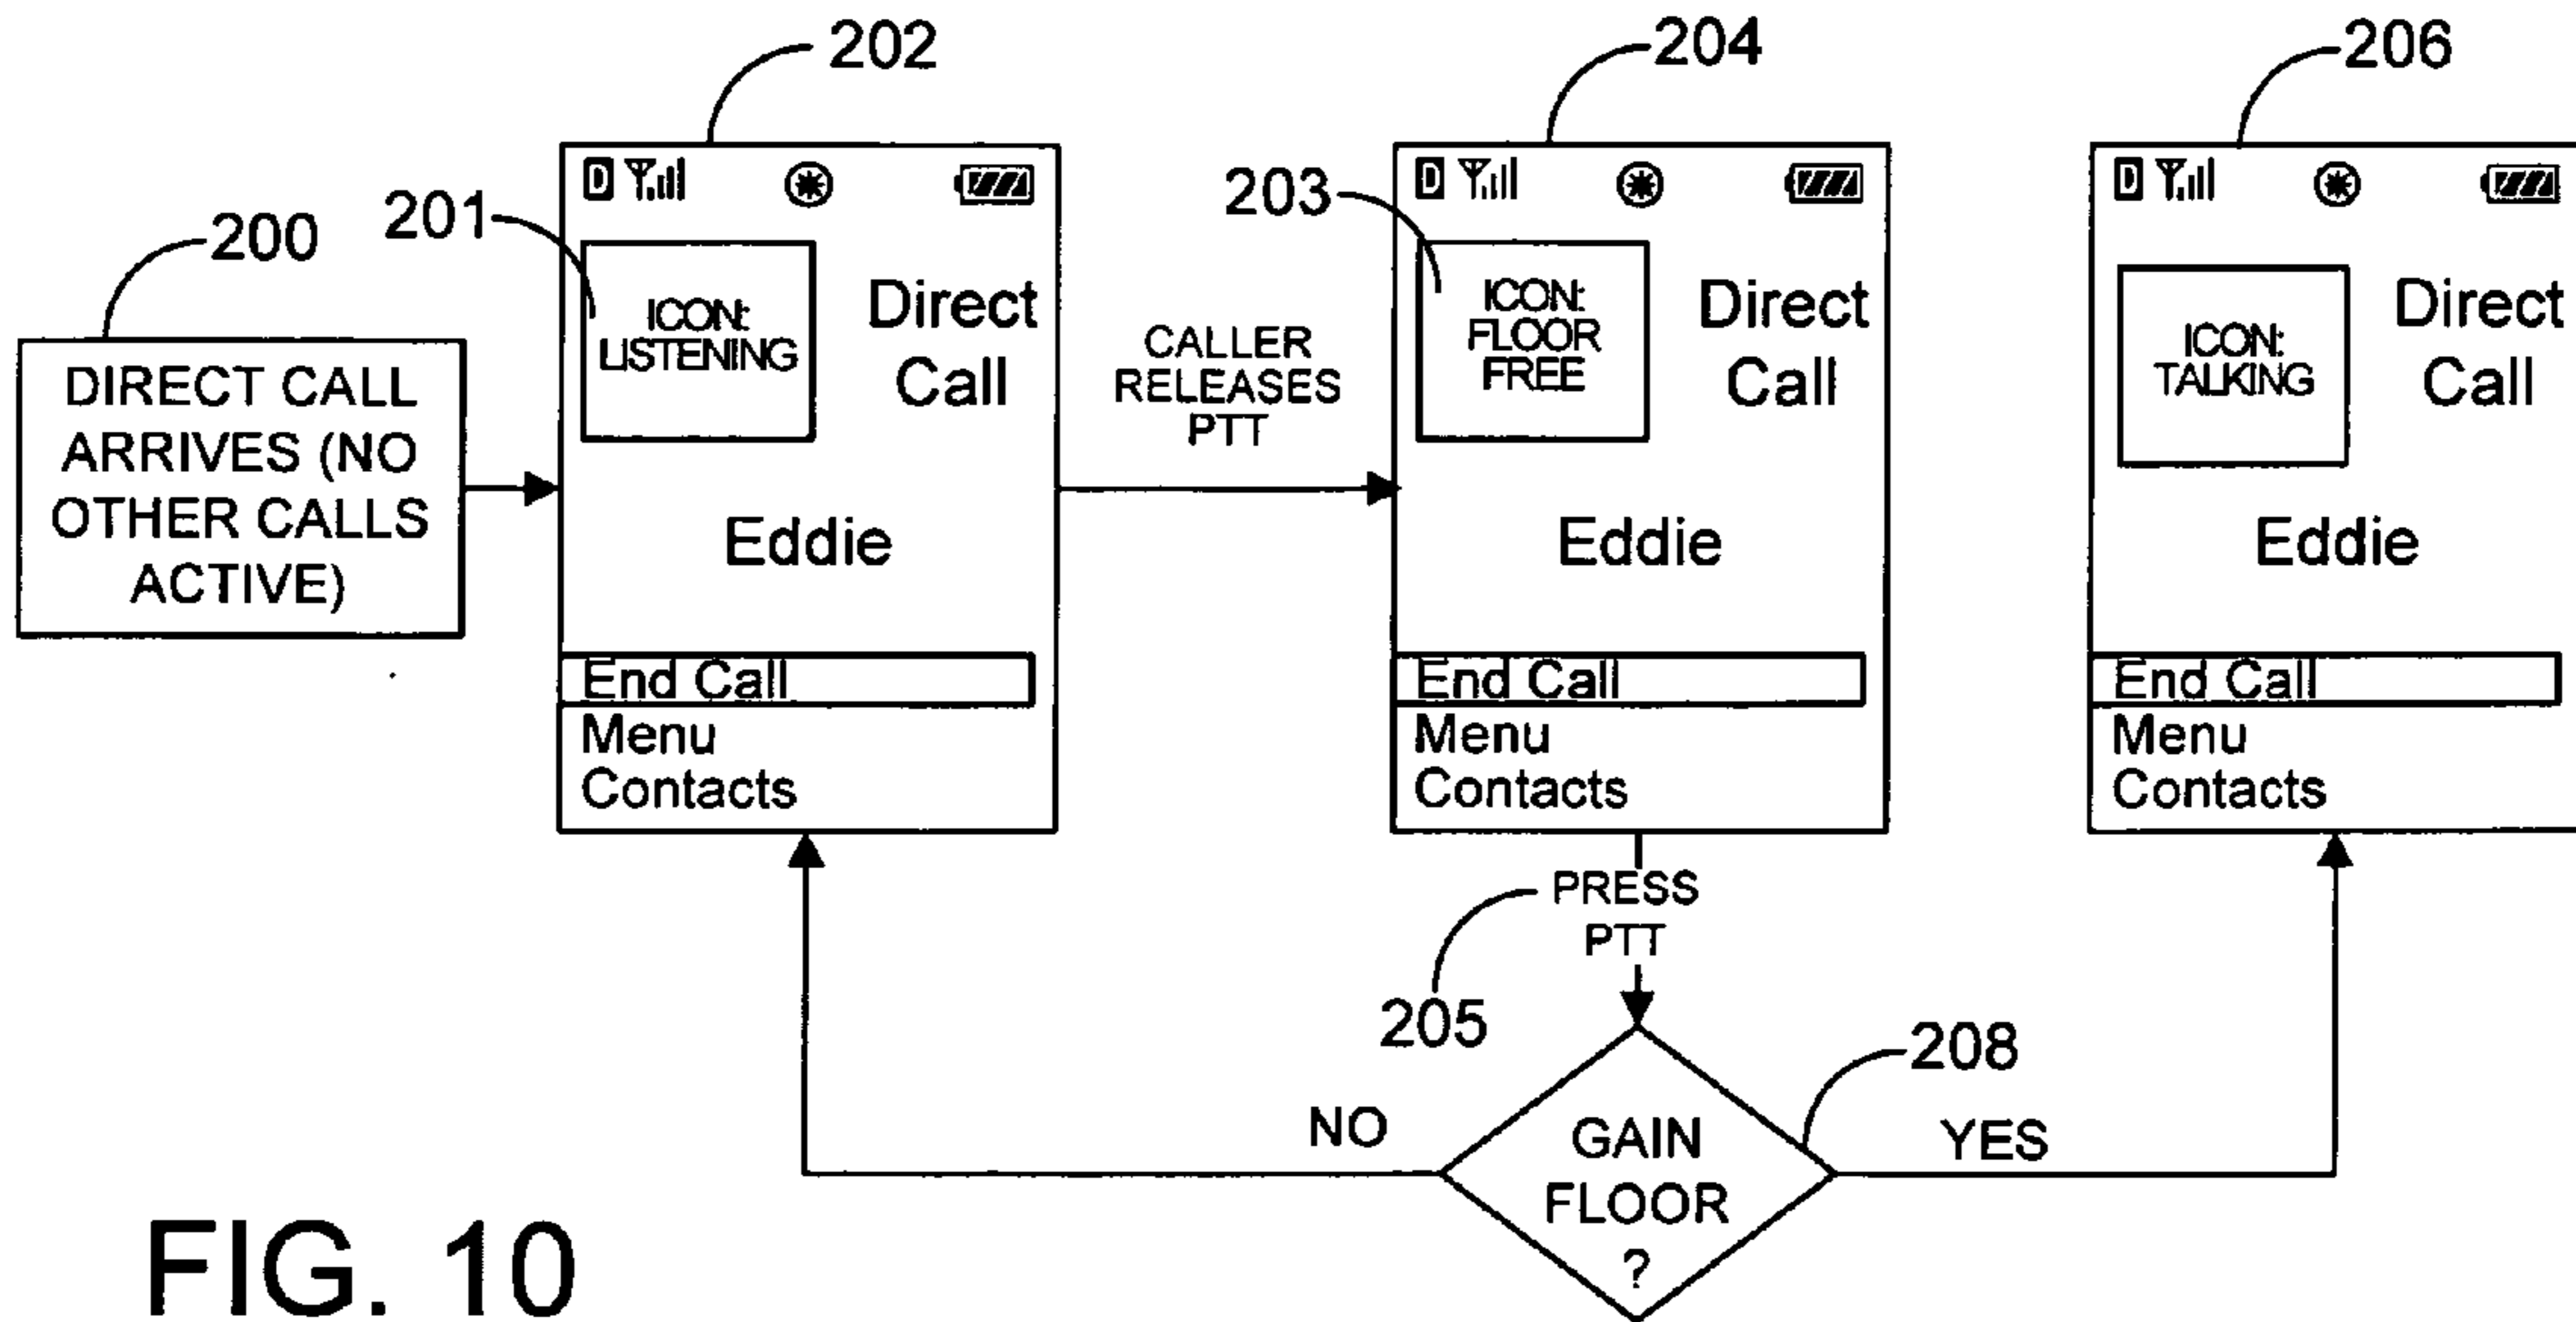 202
204
206
200
201
203
D
D
D
DIRECT CALL
ARRIVES (NO
OTHER CALLS
ACTIVE)
ICON:
LISTENING
Direct
Call
Eddie
End Call
Menu
Contacts
CALLER
RELEASES
PTT
ICON:
FLOOR
FREE
Direct
Call
Eddie
End Call
Menu
Contacts
ICON:
TALKING
Direct
Call
Eddie
End Call
Menu
Contacts
PRESS
PTT
205
208
GAIN
FLOOR
?
NO
YES
FIG. 10